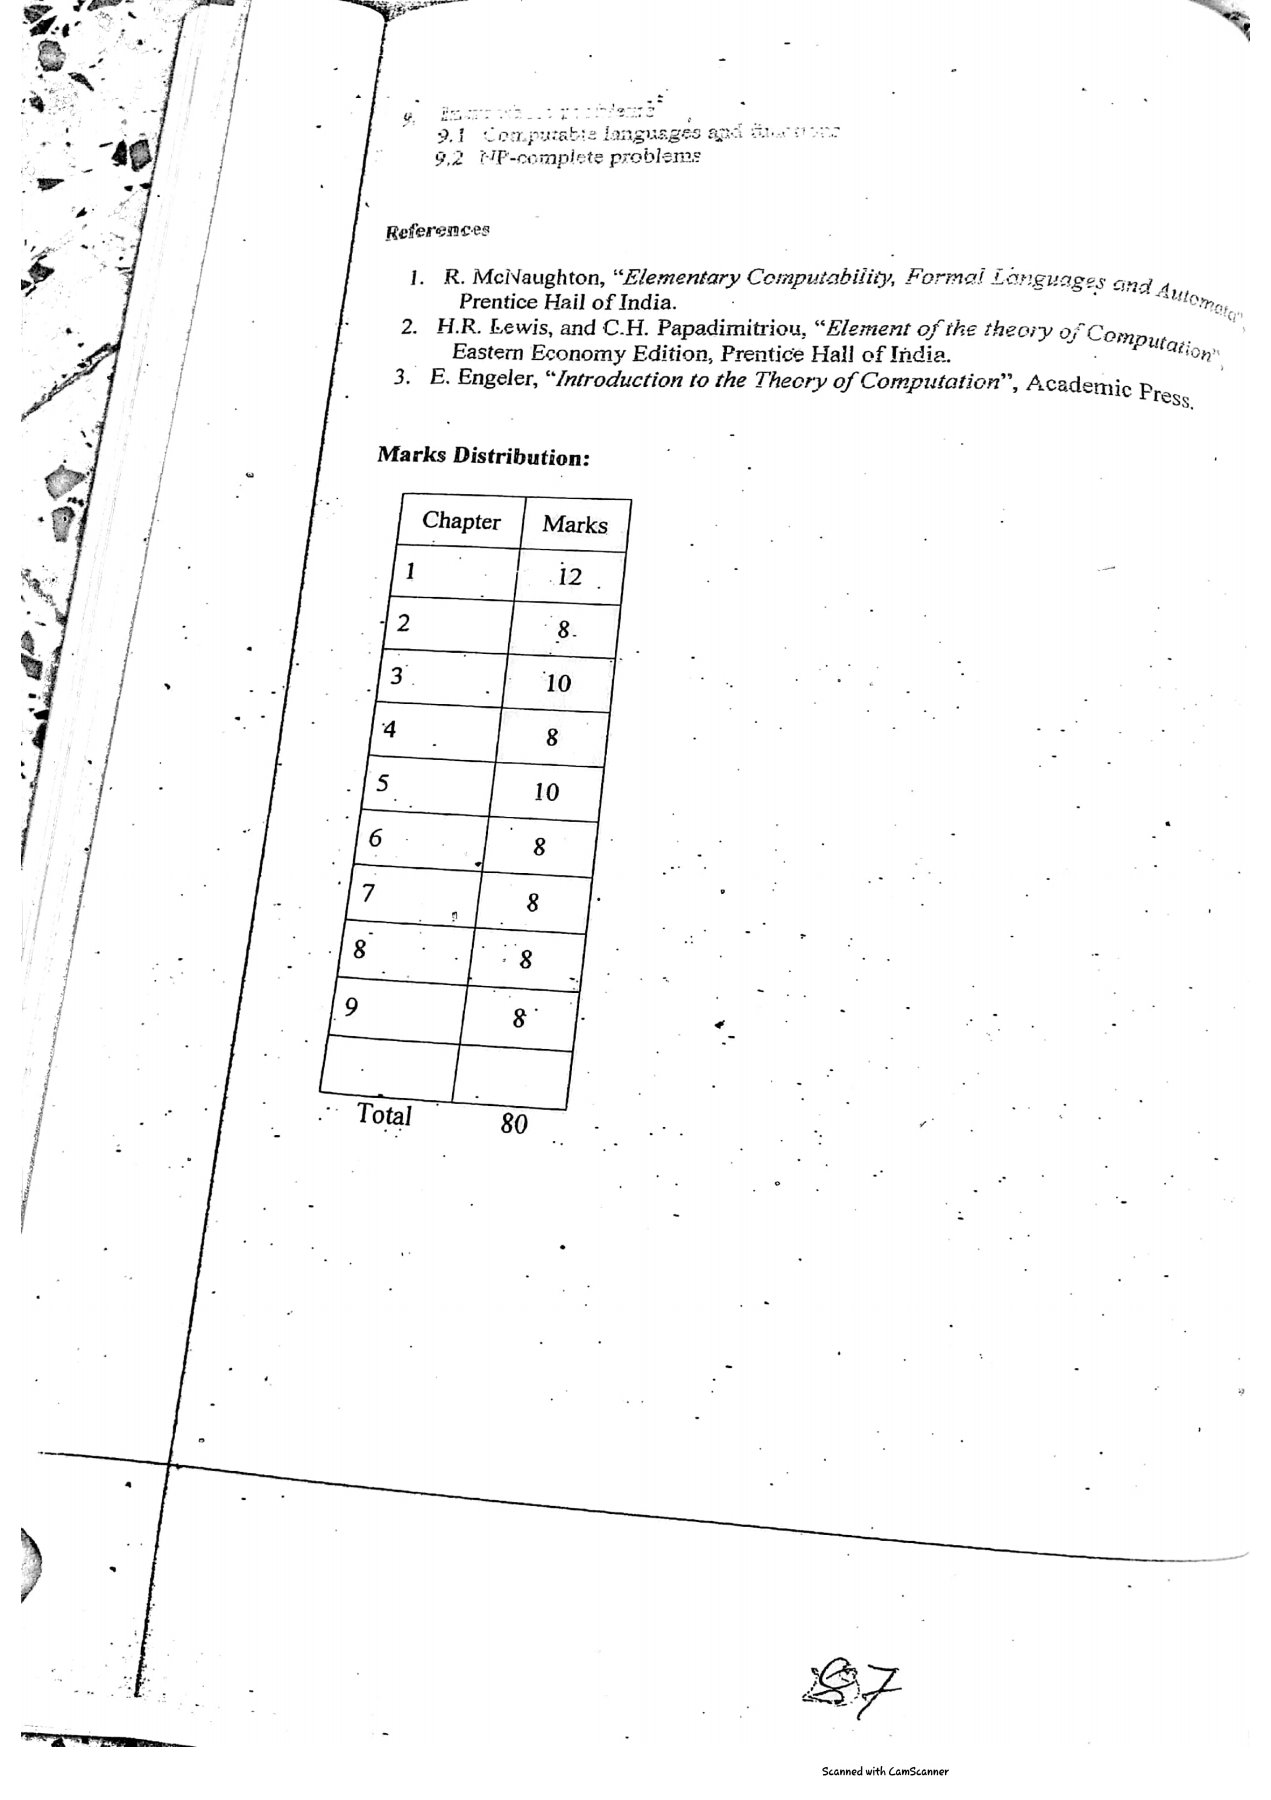 9. problems
9.1 Computable languages and functions
9.2 NP-complete problems
References
1. R. McNaughton, “Elementary Computability, Formal Languages and Automata”,
Prentice Hall of India.
2. H.R. Lewis, and C.H. Papadimitriou, “Element of the theory of Computation”,
Eastern Economy Edition, Prentice Hall of India.
3. E. Engeler, “Introduction to the Theory of Computation”, Academic Press.
Marks Distribution:
Chapter Marks
1 12
2 8
3 10
4 8
5 10
6 8
7 8
8 8
9 8
Total 80
87
Scanned with CamScanner